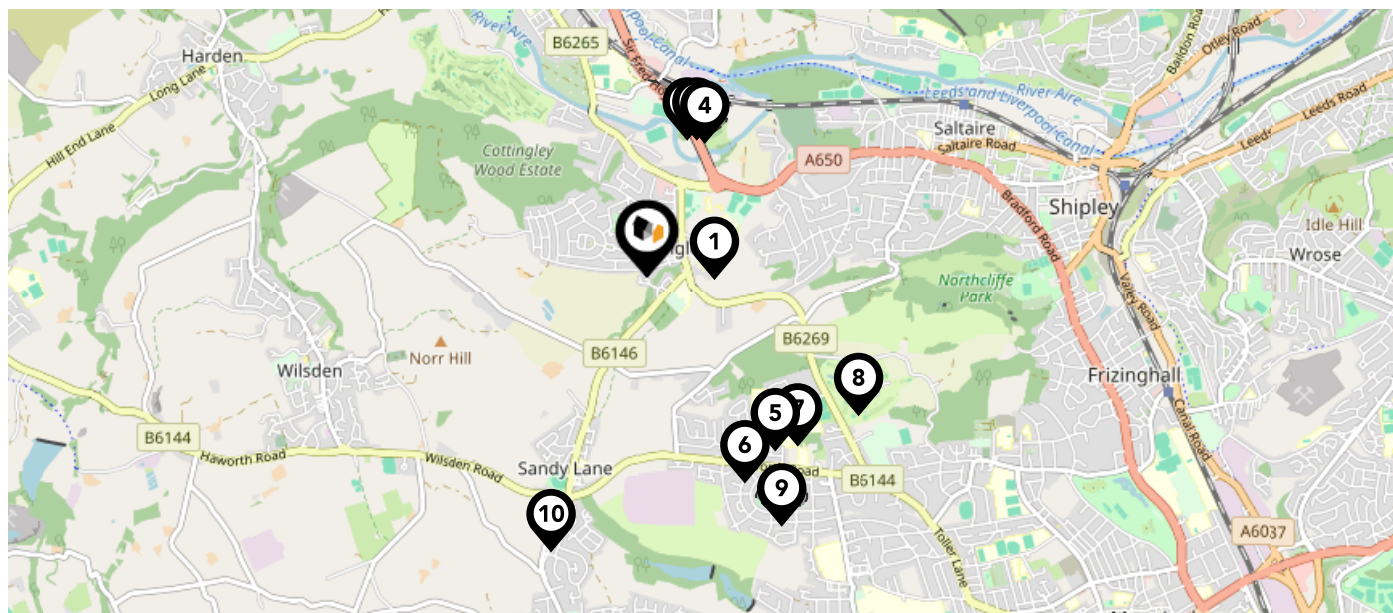 B6265
Harden
Long Lane
Hill End Lane
River Aire
Canal
4
Leeds and Liverpool Canal
River Aire
Baildon
Otley Road
Leeds Road
Saltaire
Saltaire Road
A650
Cottingley
Wood Estate
Bradford Road
Shipley
Idle Hill
Wrose
1
Northcliffe
Park
Valley Road
B6269
B6146
Norr Hill
Wilsden
8
Frizinghall
5
7
6
Canal Road
B6144
Haworth Road
Wilsden Road
Sandy Lane
Road
B6144
9
10
Toller Lane
A6037